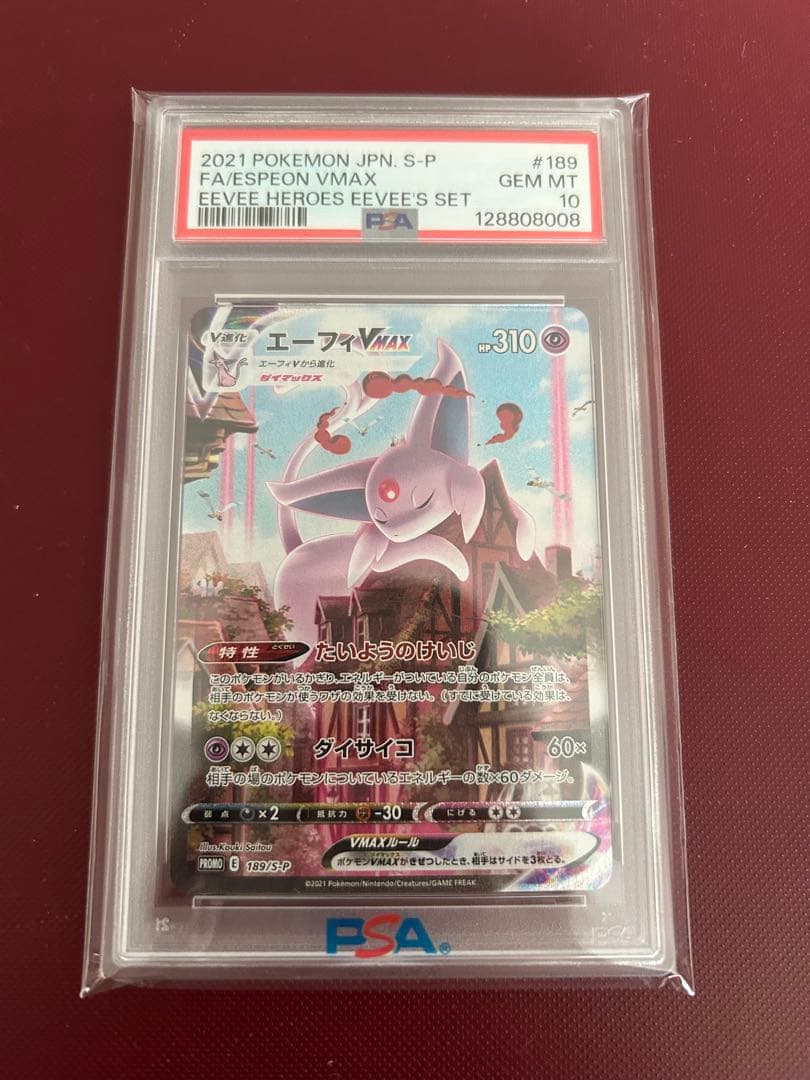 2021 POKEMON JPN. S-P #189
FA/ESPEON VMAX GEM MT
EEVEE HEROES EEVEE'S SET 10
PSA 128808008
V進化 エーフィVMAX HP310
エーフィVから進化
ダイマックス
特性 とくせい たいようのけいじ
このポケモンがいるかぎり、エネルギーがついている自分のポケモン全員は、
相手のポケモンが使うワザの効果を受けない。(すでに受けている効果は、
なくならない。)
ダイサイコ 60×
相手の場のポケモンについているエネルギーの数×60ダメージ。
弱点 ×2 抵抗力 -30 にげる
Illus. Kouki Saitou
PROMO E 189/S-P
VMAXルール
ポケモンVMAXがきぜつしたとき、相手はサイドを3枚とる。
©2021 Pokémon/Nintendo/Creatures/GAME FREAK
PSA®